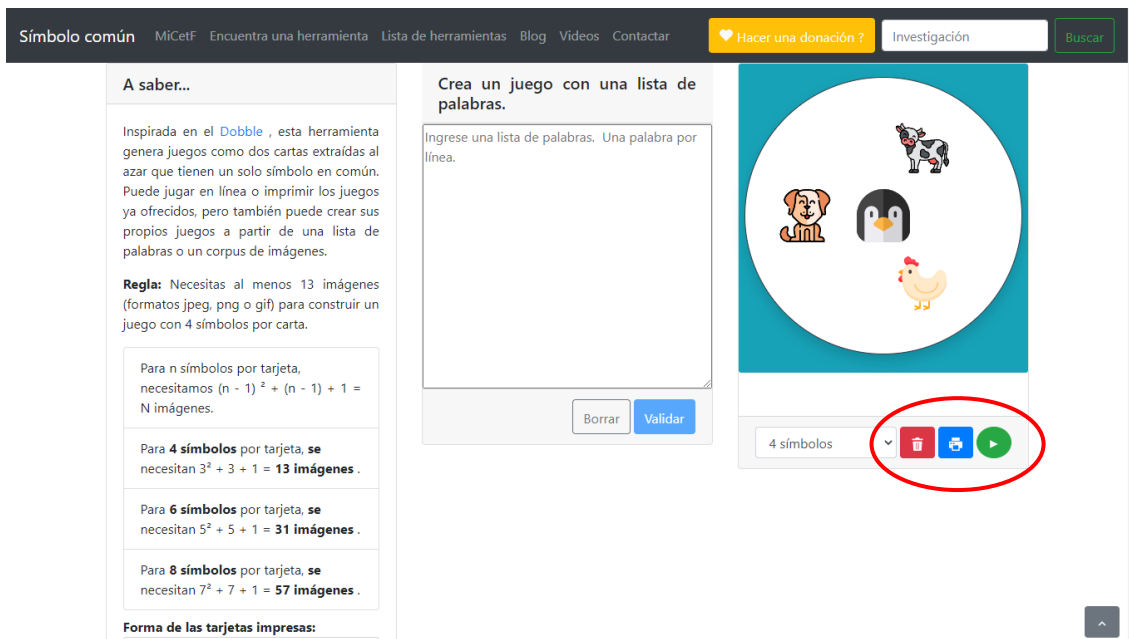 Símbolo común MiCetF Encuentra una herramienta Lista de herramientas Blog Videos Contactar Hacer una donación ? Investigación Buscar
A saber...
Inspirada en el Dobble , esta herramienta
genera juegos como dos cartas extraídas al
azar que tienen un solo símbolo en común.
Puede jugar en línea o imprimir los juegos
ya ofrecidos, pero también puede crear sus
propios juegos a partir de una lista de
palabras o un corpus de imágenes.
Regla: Necesitas al menos 13 imágenes
(formatos jpeg, png o gif) para construir un
juego con 4 símbolos por carta.
Para n símbolos por tarjeta,
necesitamos (n - 1) ² + (n - 1) + 1 =
N imágenes.
Para 4 símbolos por tarjeta, se
necesitan 3² + 3 + 1 = 13 imágenes .
Para 6 símbolos por tarjeta, se
necesitan 5² + 5 + 1 = 31 imágenes .
Para 8 símbolos por tarjeta, se
necesitan 7² + 7 + 1 = 57 imágenes .
Forma de las tarjetas impresas:
Crea un juego con una lista de
palabras.
Ingrese una lista de palabras. Una palabra por
línea.
Borrar Validar
4 símbolos